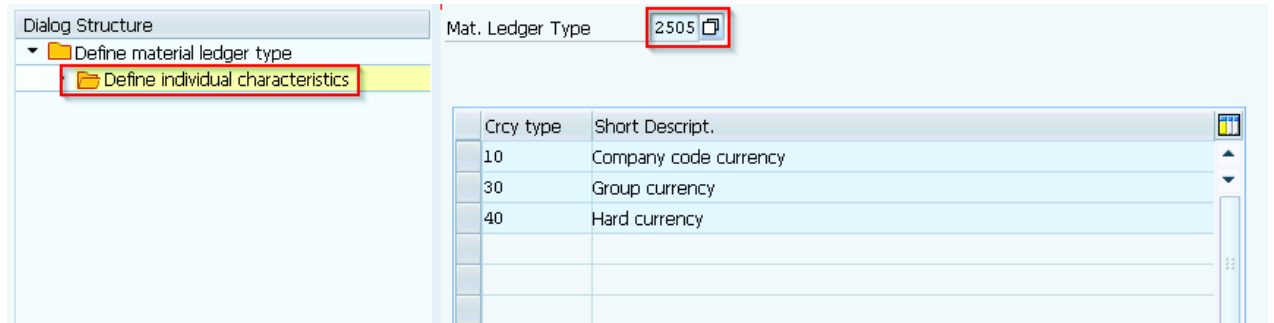 Dialog Structure
Define material ledger type
Define individual characteristics
Mat. Ledger Type 2505
Crcy type Short Descript.
10 Company code currency
30 Group currency
40 Hard currency